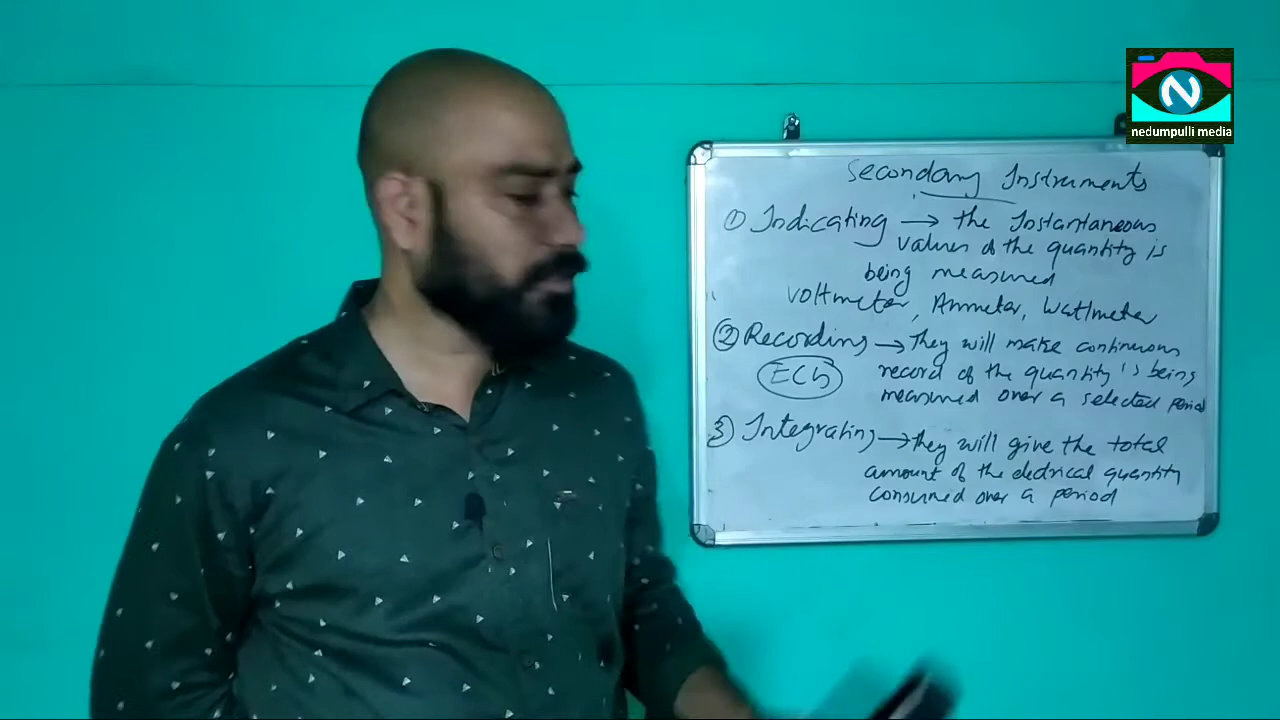 N
nedumpulli media
Secondary Instruments
① Indicating → the Instantaneous
values of the quantity is
being measured
Voltmeter, Ammeter, Wattmeter
② Recording → They will make continuous
ECG
record of the quantity is being
measured over a selected period
③ Integrating → they will give the total
amount of the electrical quantity
consumed over a period